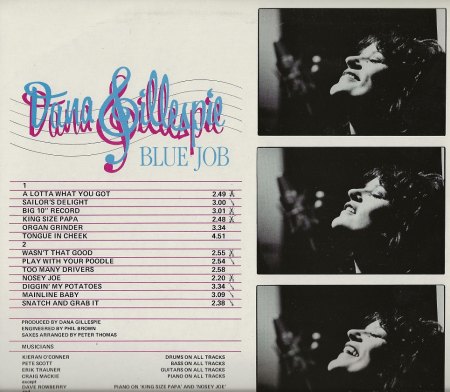 Dana Gillespie
BLUE JOB
1
A LOTTA WHAT YOU GOT 2.49
SAILOR'S DELIGHT 3.00
BIG 10" RECORD 3.01
KING SIZE PAPA 2.48
ORGAN GRINDER 3.34
TONGUE IN CHEEK 4.51
2
WASN'T THAT GOOD 2.55
PLAY WITH YOUR POODLE 2.54
TOO MANY DRIVERS 2.58
NOSEY JOE 2.20
DIGGIN' MY POTATOES 3.34
MAINLINE BABY 3.09
SNATCH AND GRAB IT 2.38
PRODUCED BY DANA GILLESPIE
ENGINEERED BY PHIL BROWN
SAXES ARRANGED BY PETER THOMAS
MUSICIANS
KIERAN O'CONNER DRUMS ON ALL TRACKS
PETE SCOTT BASS ON ALL TRACKS
ERIK TRAUNER GUITARS ON ALL TRACKS
CRAIG MACKIE PIANO ON ALL TRACKS
except
DAVE ROWBERRY PIANO ON 'KING SIZE PAPA' AND 'NOSEY JOE'